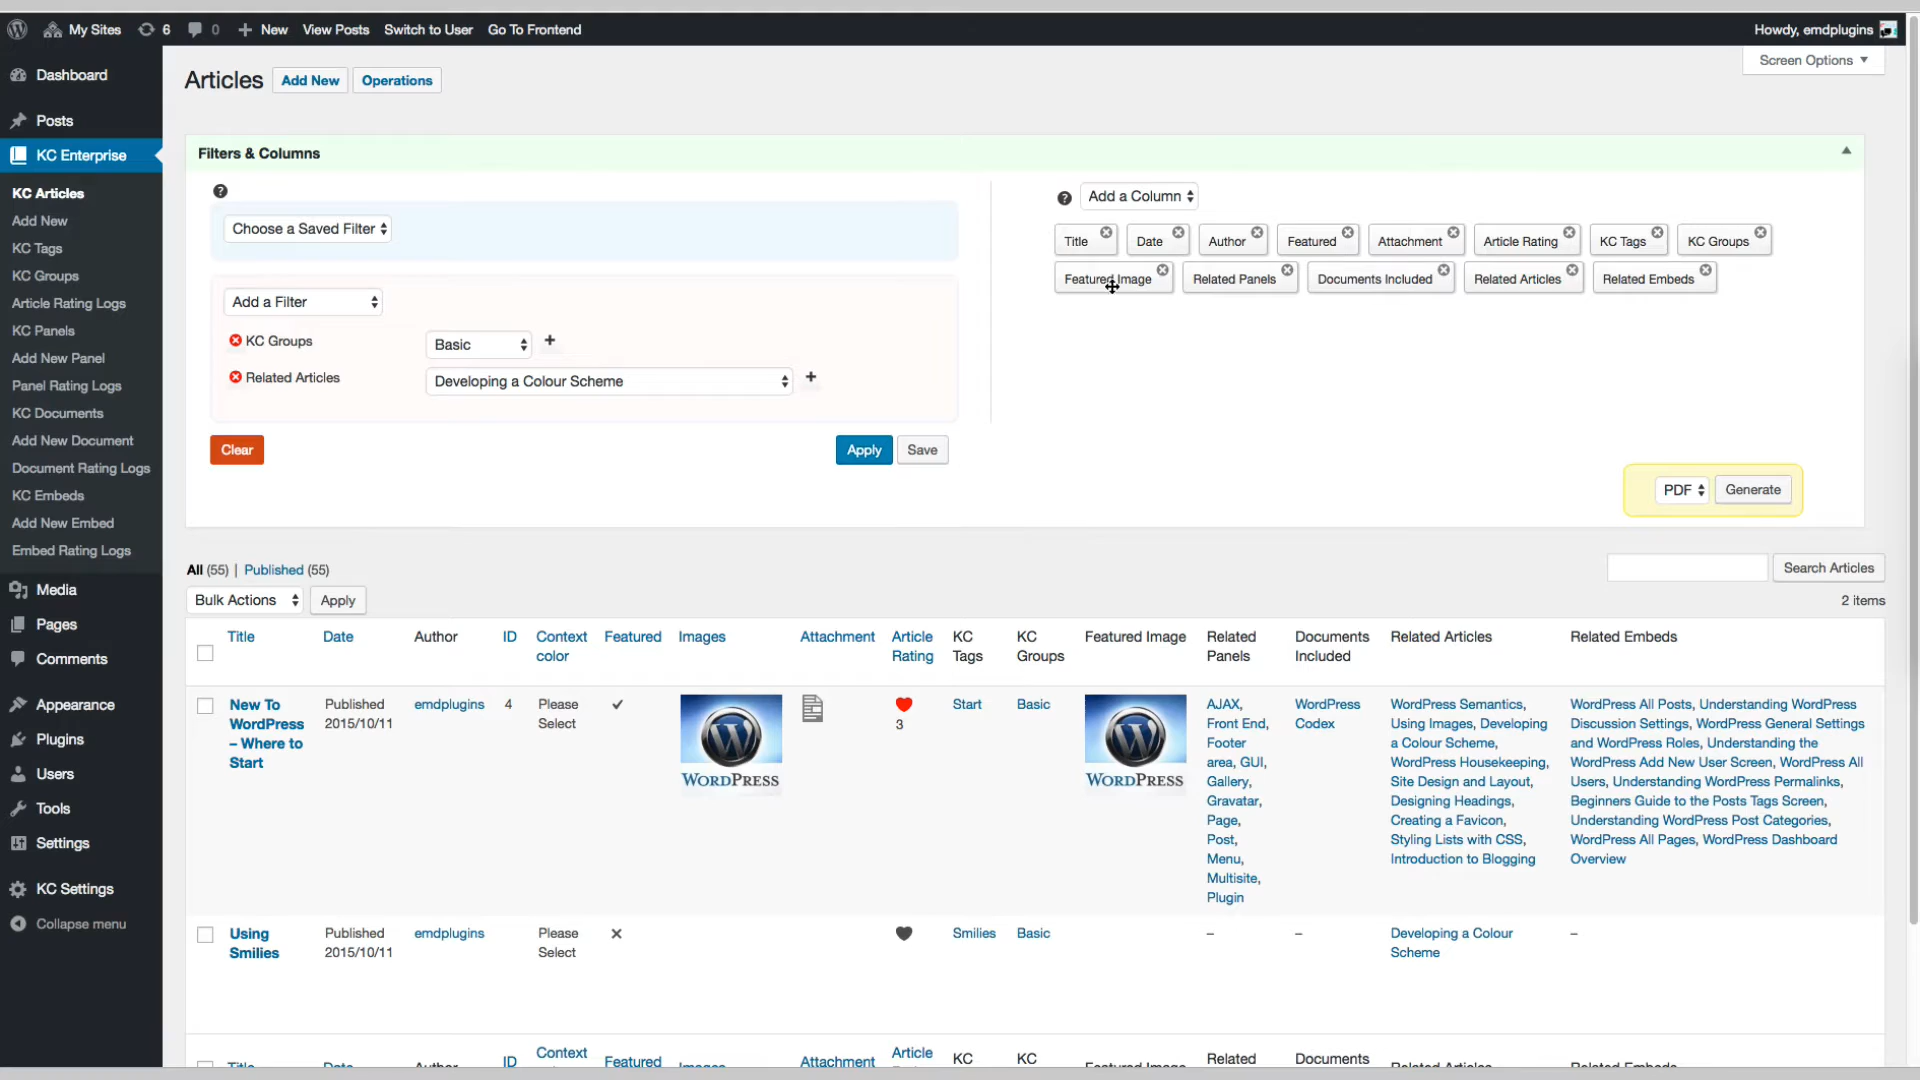 My Sites 6 0 New View Posts Switch to User Go To Frontend Howdy, emdplugins
Screen Options
Dashboard
Posts
KC Enterprise
KC Articles
Add New
KC Tags
KC Groups
Article Rating Logs
KC Panels
Add New Panel
Panel Rating Logs
KC Documents
Add New Document
Document Rating Logs
KC Embeds
Add New Embed
Embed Rating Logs
Media
Pages
Comments
Appearance
Plugins
Users
Tools
Settings
KC Settings
Collapse menu
Articles Add New Operations
Filters & Columns
Choose a Saved Filter
Add a Filter
KC Groups Basic
Related Articles Developing a Colour Scheme
Clear Apply Save
Add a Column
Title Date Author Featured Attachment Article Rating KC Tags KC Groups
Featured Image Related Panels Documents Included Related Articles Related Embeds
PDF Generate
All (55) | Published (55)
Search Articles
Bulk Actions Apply
2 items
Title Date Author ID Context color Featured Images Attachment Article Rating KC Tags KC Groups Featured Image Related Panels Documents Included Related Articles Related Embeds
New To
WordPress
– Where to
Start
Published
2015/10/11
emdplugins
4
Please
Select
WORDPRESS
3
Start
Basic
WORDPRESS
AJAX,
Front End,
Footer
area, GUI,
Gallery,
Gravatar,
Page,
Post,
Menu,
Multisite,
Plugin
WordPress
Codex
WordPress Semantics,
Using Images, Developing
a Colour Scheme,
WordPress Housekeeping,
Site Design and Layout,
Designing Headings,
Creating a Favicon,
Styling Lists with CSS,
Introduction to Blogging
WordPress All Posts, Understanding WordPress
Discussion Settings, WordPress General Settings
and WordPress Roles, Understanding the
WordPress Add New User Screen, WordPress All
Users, Understanding WordPress Permalinks,
Beginners Guide to the Posts Tags Screen,
Understanding WordPress Post Categories,
WordPress All Pages, WordPress Dashboard
Overview
Using
Smilies
Published
2015/10/11
emdplugins
Please
Select
Smilies
Basic
–
–
Developing a Colour
Scheme
–
Title Date Author ID Context Featured Images Attachment Article KC KC Featured Image Related Documents Related Articles Related Embeds